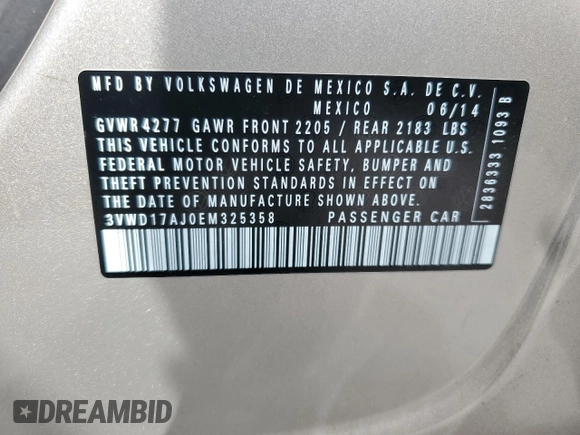 MFD BY VOLKSWAGEN DE MEXICO S.A. DE C.V.
MEXICO 06/14
GVWR 4277 GAWR FRONT 2205 / REAR 2183 LBS
THIS VEHICLE CONFORMS TO ALL APPLICABLE U.S.
FEDERAL MOTOR VEHICLE SAFETY, BUMPER AND
THEFT PREVENTION STANDARDS IN EFFECT ON
THE DATE OF MANUFACTURE SHOWN ABOVE.
3VWD17AJ0EM325358 PASSENGER CAR
2836333 1093 B
DREAMBID